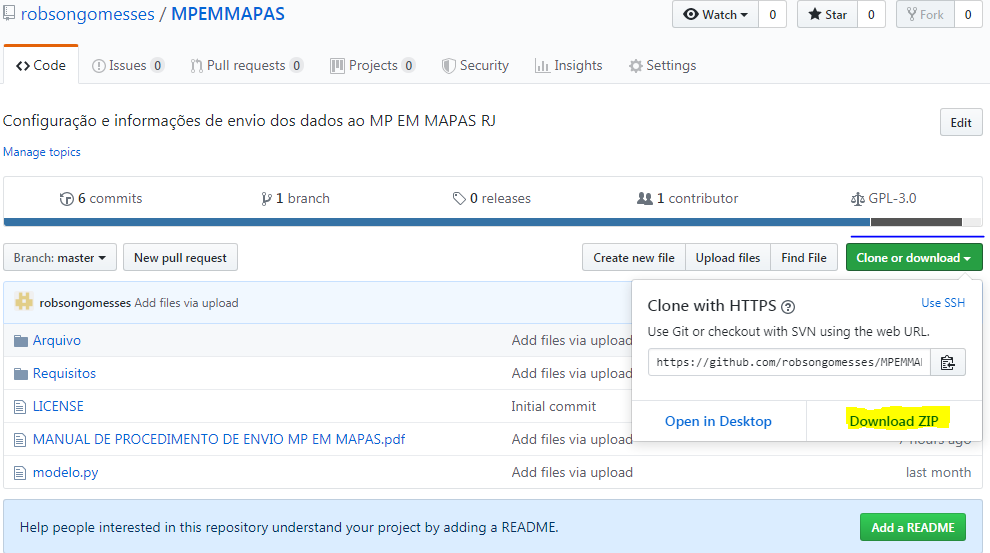 robsongomesses / MPEMMAPAS
Watch 0 Star 0 Fork 0
Code Issues 0 Pull requests 0 Projects 0 Security Insights Settings
Configuração e informações de envio dos dados ao MP EM MAPAS RJ
Edit
Manage topics
6 commits 1 branch 0 releases 1 contributor GPL-3.0
Branch: master New pull request Create new file Upload files Find File Clone or download
robsongomesses Add files via upload
Clone with HTTPS Use SSH
Use Git or checkout with SVN using the web URL.
https://github.com/robsongomesses/MPEMMA
Open in Desktop Download ZIP
Arquivo Add files via upload
Requisitos Add files via upload
LICENSE Initial commit
MANUAL DE PROCEDIMENTO DE ENVIO MP EM MAPAS.pdf Add files via upload 7 hours ago
modelo.py Add files via upload last month
Help people interested in this repository understand your project by adding a README. Add a README